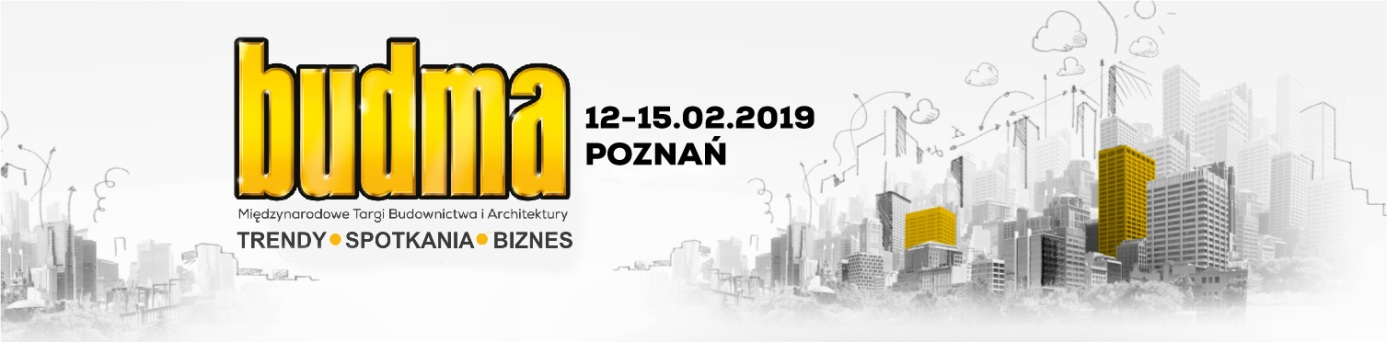 budma
12-15.02.2019
POZNAŃ
Międzynarodowe Targi Budownictwa i Architektury
TRENDY • SPOTKANIA • BIZNES